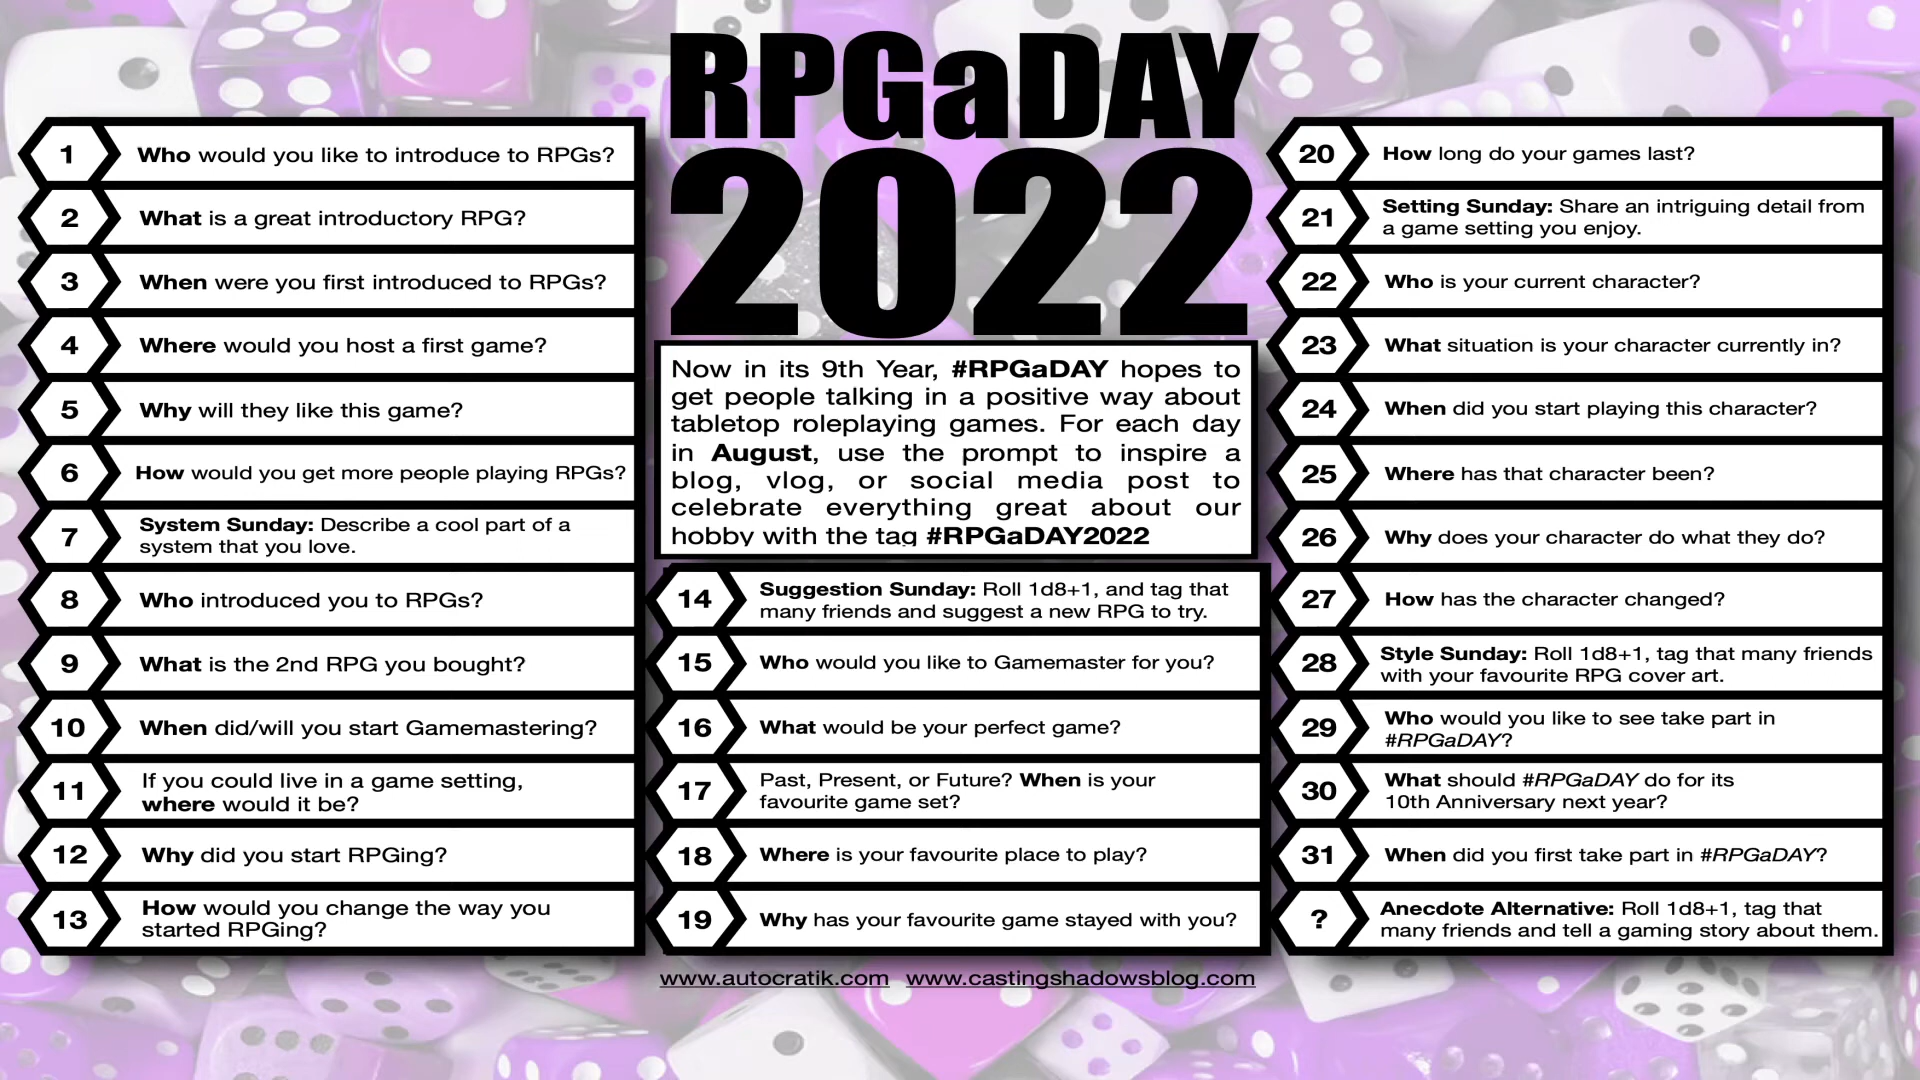 RPGaDAY
2022
Now in its 9th Year, #RPGaDAY hopes to
get people talking in a positive way about
tabletop roleplaying games. For each day
in August, use the prompt to inspire a
blog, vlog, or social media post to
celebrate everything great about our
hobby with the tag #RPGaDAY2022
1 Who would you like to introduce to RPGs?
2 What is a great introductory RPG?
3 When were you first introduced to RPGs?
4 Where would you host a first game?
5 Why will they like this game?
6 How would you get more people playing RPGs?
7 System Sunday: Describe a cool part of a
system that you love.
8 Who introduced you to RPGs?
9 What is the 2nd RPG you bought?
10 When did/will you start Gamemastering?
11 If you could live in a game setting,
where would it be?
12 Why did you start RPGing?
13 How would you change the way you
started RPGing?
14 Suggestion Sunday: Roll 1d8+1, and tag that
many friends and suggest a new RPG to try.
15 Who would you like to Gamemaster for you?
16 What would be your perfect game?
17 Past, Present, or Future? When is your
favourite game set?
18 Where is your favourite place to play?
19 Why has your favourite game stayed with you?
20 How long do your games last?
21 Setting Sunday: Share an intriguing detail from
a game setting you enjoy.
22 Who is your current character?
23 What situation is your character currently in?
24 When did you start playing this character?
25 Where has that character been?
26 Why does your character do what they do?
27 How has the character changed?
28 Style Sunday: Roll 1d8+1, tag that many friends
with your favourite RPG cover art.
29 Who would you like to see take part in
#RPGaDAY?
30 What should #RPGaDAY do for its
10th Anniversary next year?
31 When did you first take part in #RPGaDAY?
? Anecdote Alternative: Roll 1d8+1, tag that
many friends and tell a gaming story about them.
www.autocratik.com www.castingshadowsblog.com